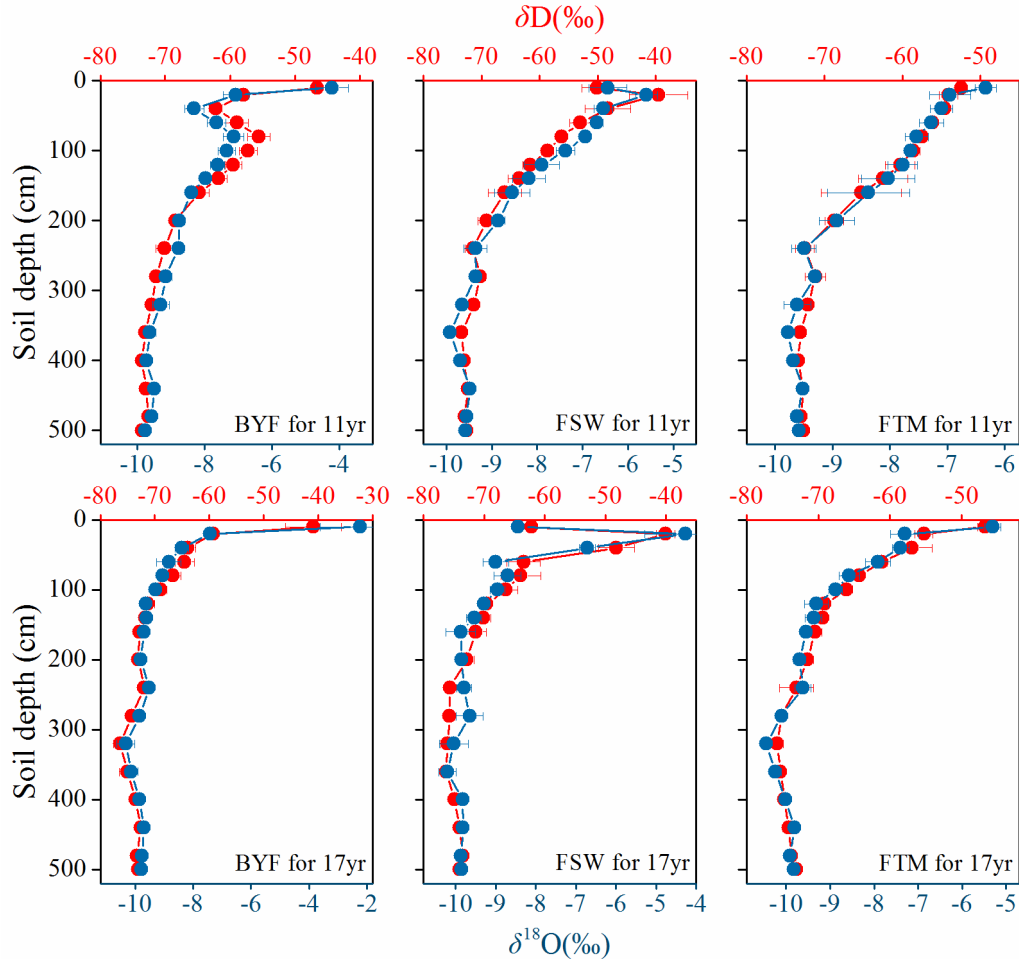 δD(‰)
-80 -70 -60 -50 -40
-80 -70 -60 -50 -40
-80 -70 -60 -50
Soil depth (cm)
0
100
200
300
400
500
BYF for 11yr
FSW for 11yr
FTM for 11yr
-10 -8 -6 -4
-10 -9 -8 -7 -6 -5
-10 -9 -8 -7 -6
-80 -70 -60 -50 -40 -30
-80 -70 -60 -50 -40
-80 -70 -60 -50
Soil depth (cm)
0
100
200
300
400
500
BYF for 17yr
FSW for 17yr
FTM for 17yr
-10 -8 -6 -4 -2
-10 -9 -8 -7 -6 -5 -4
-10 -9 -8 -7 -6 -5
δ¹⁸O(‰)